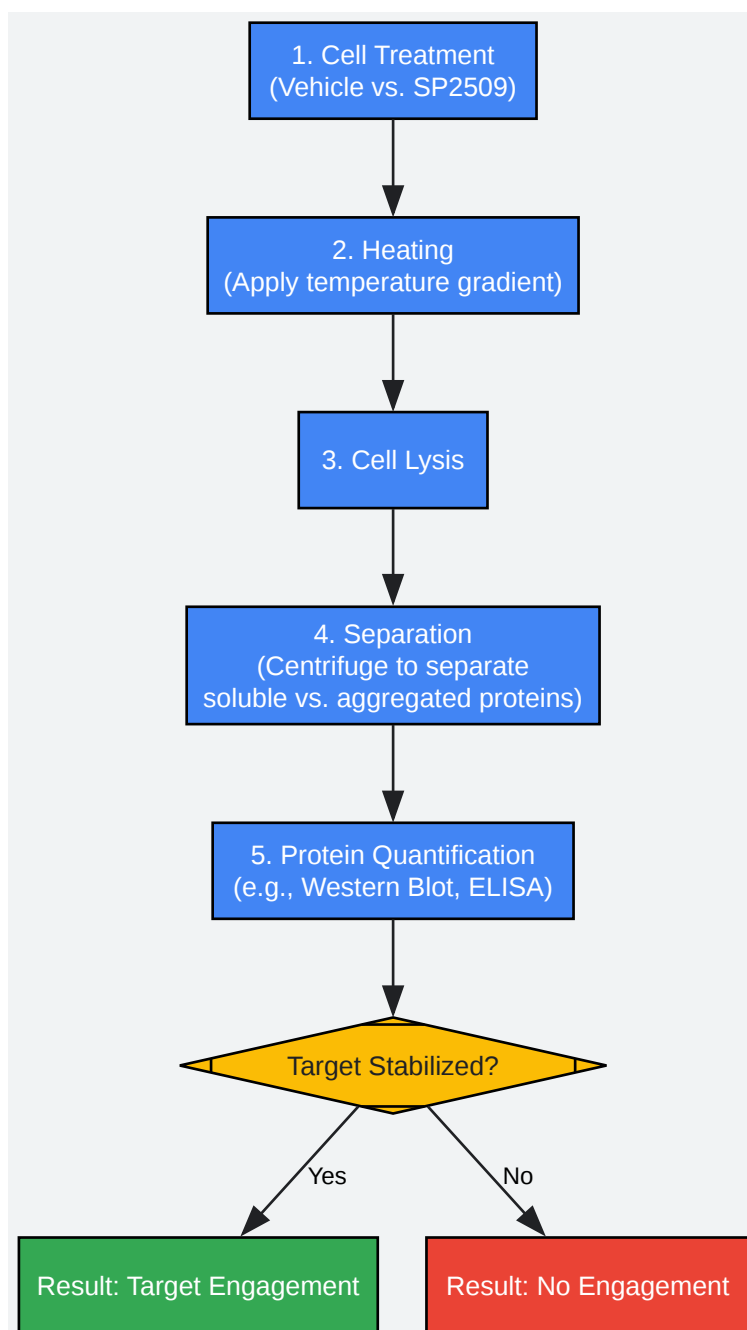 1. Cell Treatment
(Vehicle vs. SP2509)
2. Heating
(Apply temperature gradient)
3. Cell Lysis
4. Separation
(Centrifuge to separate
soluble vs. aggregated proteins)
5. Protein Quantification
(e.g., Western Blot, ELISA)
Target Stabilized?
Yes
No
Result: Target Engagement
Result: No Engagement